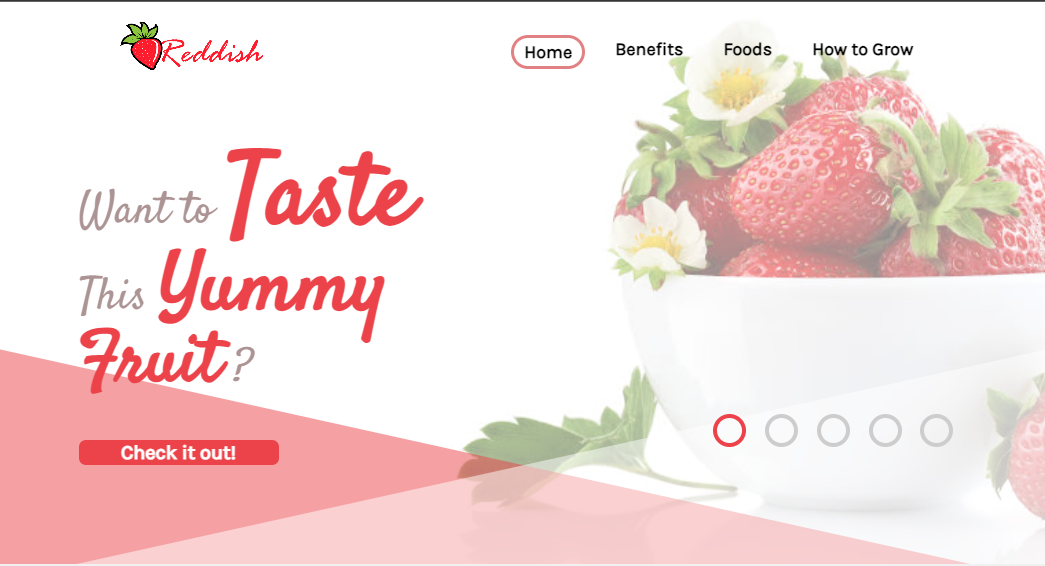 Reddish
Home Benefits Foods How to Grow
Want to Taste
This Yummy
Fruit?
Check it out!